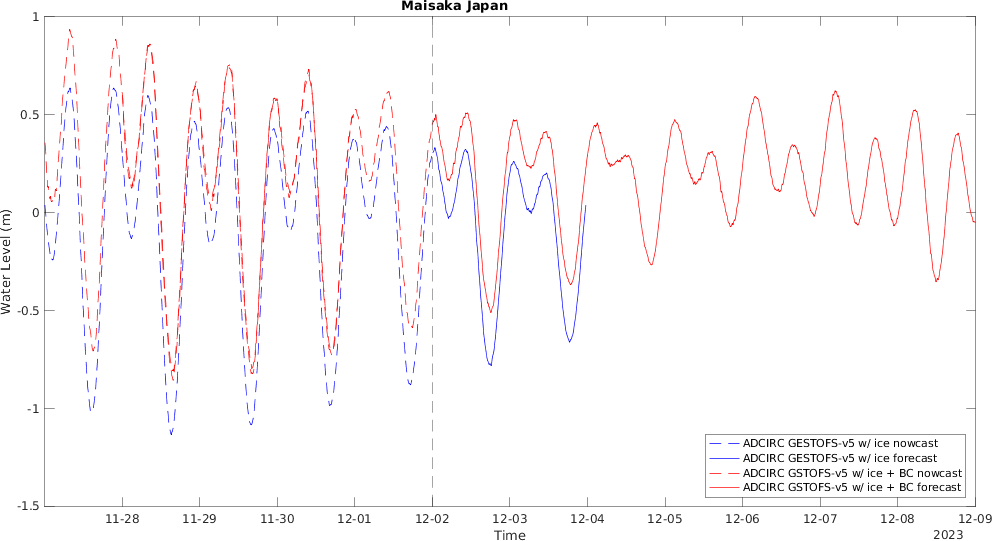 Maisaka Japan
1
0.5
0
-0.5
-1
-1.5
Water Level (m)
11-28 11-29 11-30 12-01 12-02 12-03 12-04 12-05 12-06 12-07 12-08 12-09
Time
2023
ADCIRC GESTOFS-v5 w/ ice nowcast
ADCIRC GESTOFS-v5 w/ ice forecast
ADCIRC GSTOFS-v5 w/ ice + BC nowcast
ADCIRC GSTOFS-v5 w/ ice + BC forecast